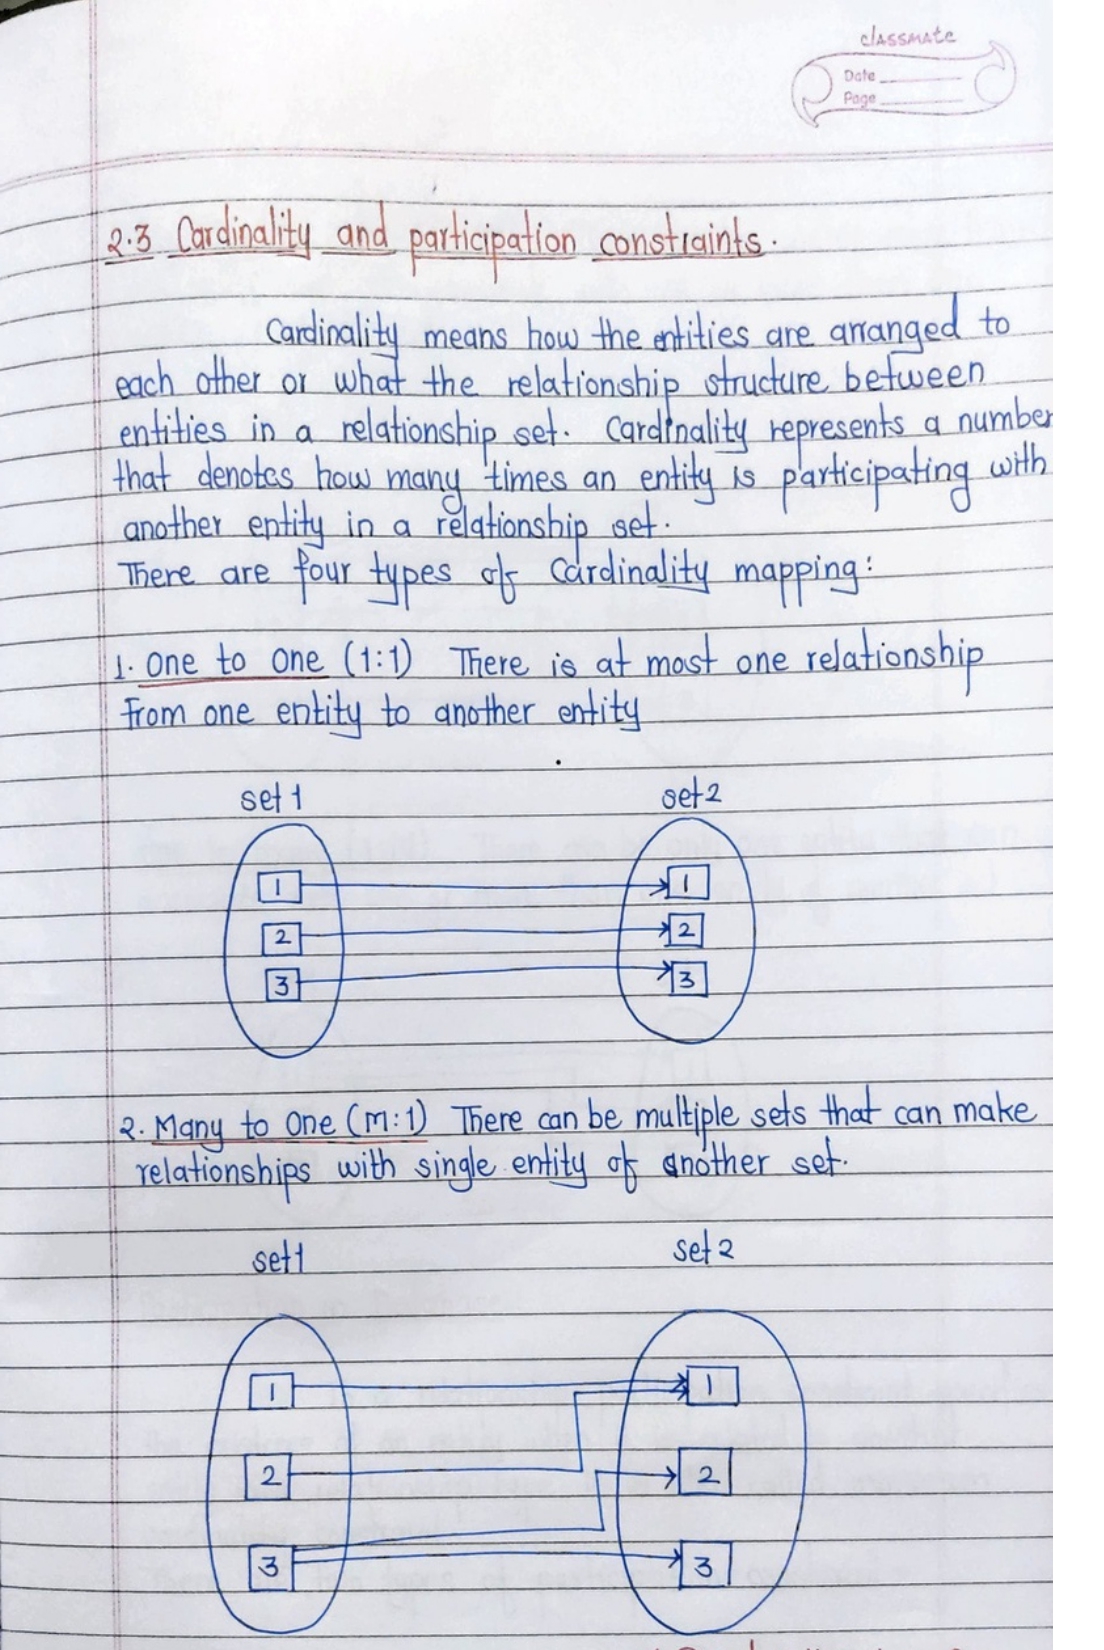 classmate
Date
Page
2.3 Cardinality and participation constraints.
Cardinality means how the entities are arranged to
each other or what the relationship structure between
entities in a relationship set. Cardinality represents a number
that denotes how many times an entity is participating with
another entity in a relationship set.
There are four types of Cardinality mapping:
1. One to One (1:1) There is at most one relationship
from one entity to another entity
set 1 set 2
1 1
2 2
3 3
2. Many to One (M:1) There can be multiple sets that can make
relationships with single entity of another set.
set1 set 2
1 1
2 2
3 3